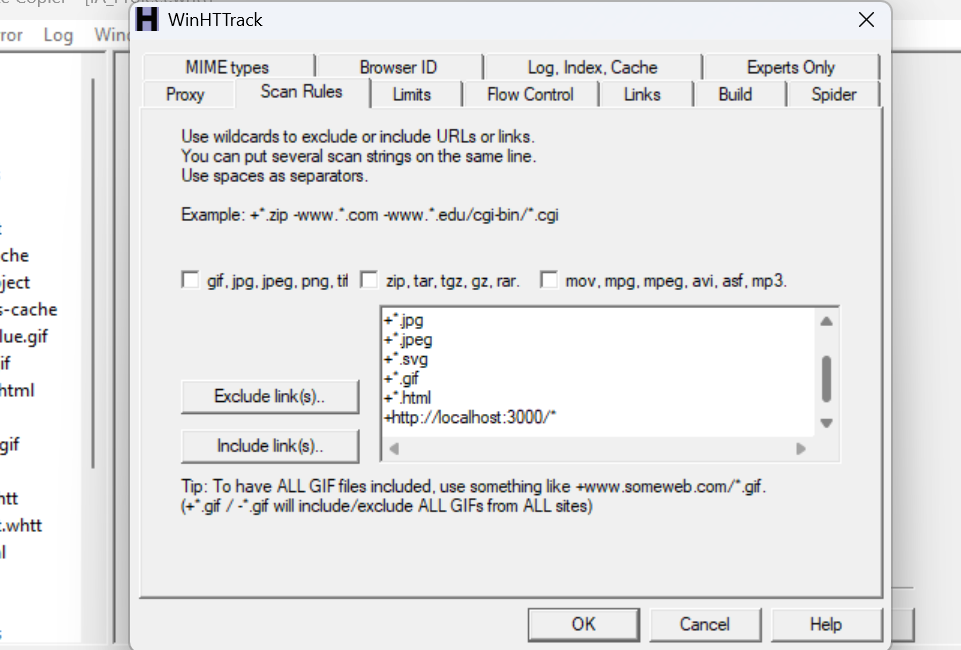 WinHTTrack
ror Log Wind
MIME types Browser ID Log, Index, Cache Experts Only
Proxy Scan Rules Limits Flow Control Links Build Spider
Use wildcards to exclude or include URLs or links.
You can put several scan strings on the same line.
Use spaces as separators.
Example: +*.zip -www.*.com -www.*.edu/cgi-bin/*.cgi
gif, jpg, jpeg, png, tif zip, tar, tgz, gz, rar. mov, mpg, mpeg, avi, asf, mp3.
+*.jpg
+*.jpeg
+*.svg
+*.gif
+*.html
+http://localhost:3000/*
Exclude link(s)..
Include link(s)..
Tip: To have ALL GIF files included, use something like +www.someweb.com/*.gif.
(+*.gif / -*.gif will include/exclude ALL GIFs from ALL sites)
OK Cancel Help
che
ject
s-cache
lue.gif
if
html
gif
htt
t.whtt
l